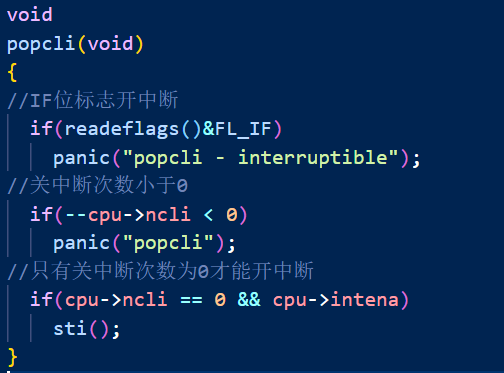 void
popcli(void)
{
//IF位标志开中断
if(readeflags()&FL_IF)
panic("popcli - interruptible");
//关中断次数小于0
if(--cpu->ncli < 0)
panic("popcli");
//只有关中断次数为0才能开中断
if(cpu->ncli == 0 && cpu->intena)
sti();
}